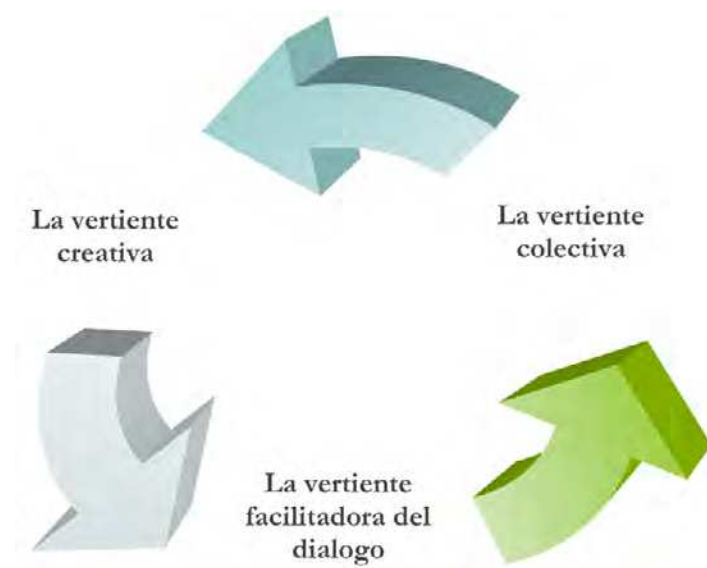 La vertiente
creativa
La vertiente
colectiva
La vertiente
facilitadora del
dialogo